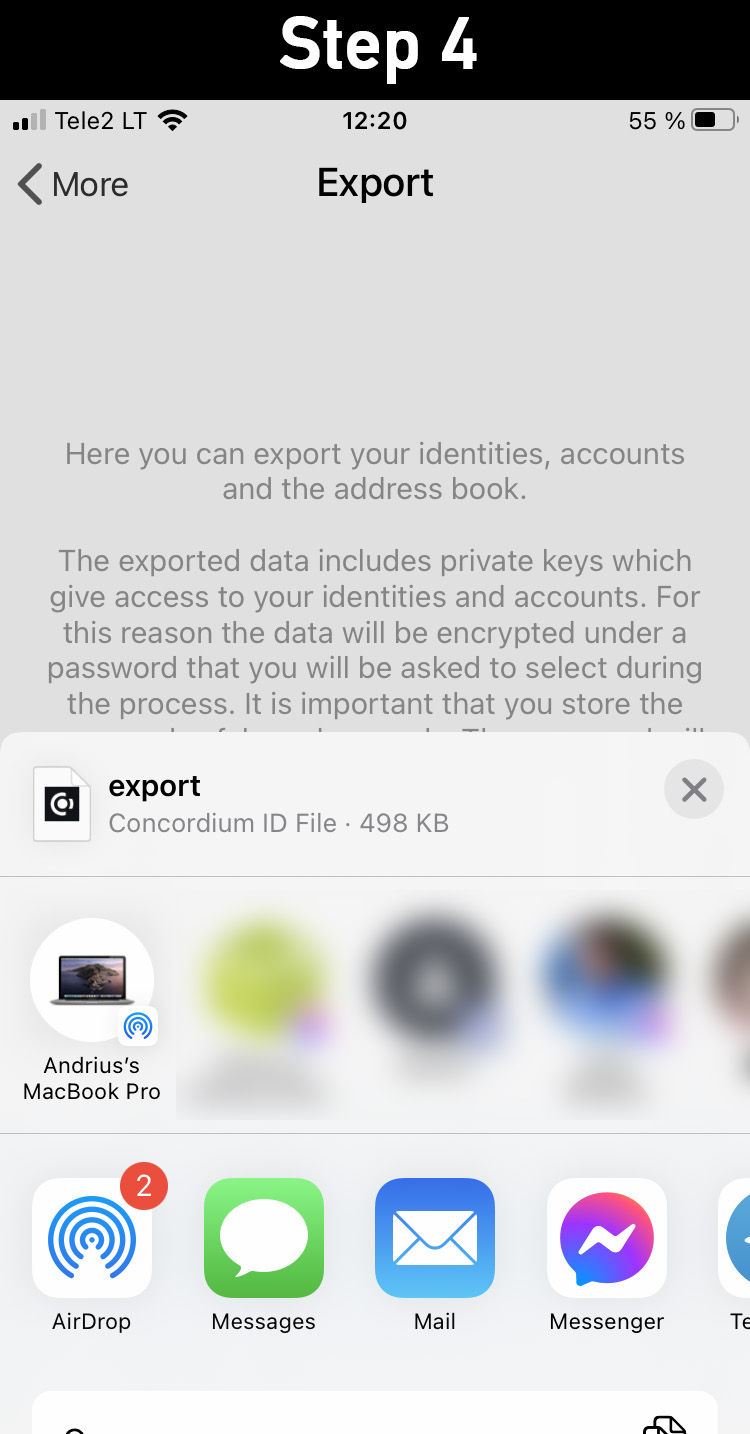 Step 4
Tele2 LT 12:20 55 %
More Export
Here you can export your identities, accounts
and the address book.
The exported data includes private keys which
give access to your identities and accounts. For
this reason the data will be encrypted under a
password that you will be asked to select during
the process. It is important that you store the
export
Concordium ID File · 498 KB
Andrius’s
MacBook Pro
2
AirDrop Messages Mail Messenger